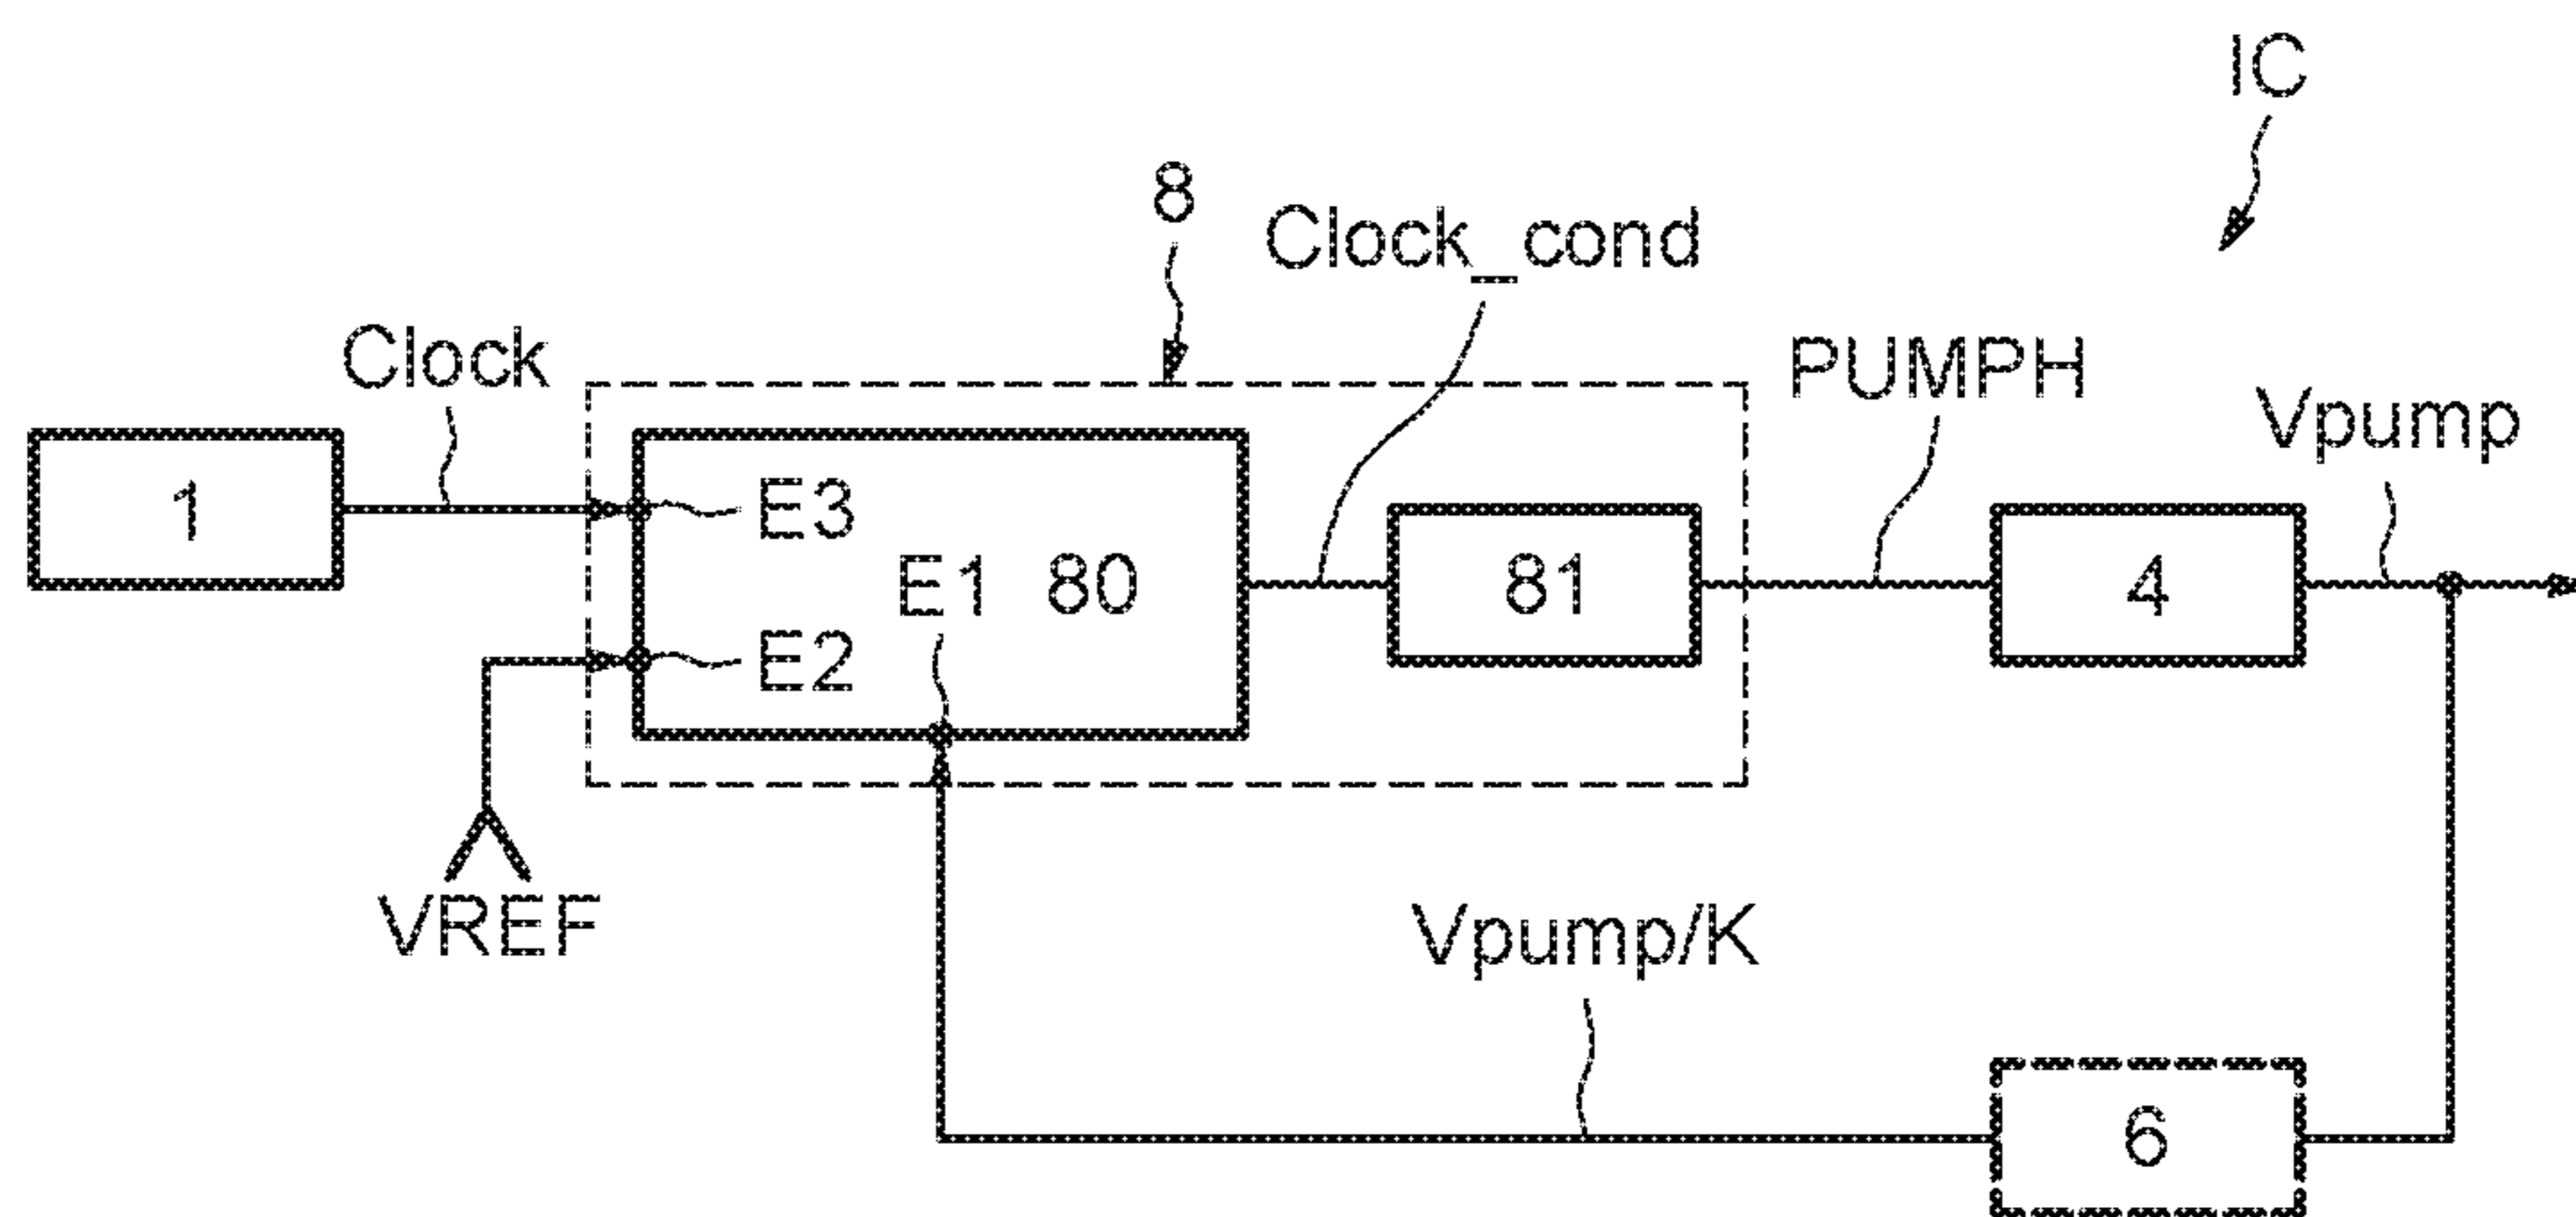 IC
8
Clock_cond
Clock
PUMPH
Vpump
1
E3
E1
80
81
4
E2
VREF
Vpump/K
6